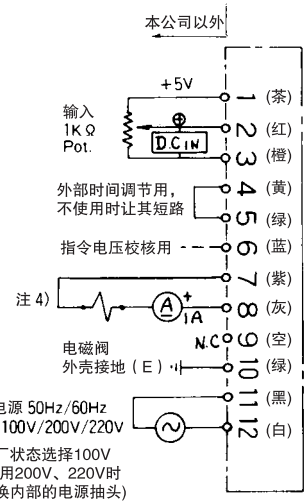 本公司以外
+5V
1 (茶)
输入
1KΩ
Pot.
2 (红)
⊕
D.C IN
3 (橙)
外部时间调节用，
不使用时让其短路
4 (黄)
5 (绿)
指令电压校核用
6 (蓝)
7 (紫)
注 4)
A
+
1A
8 (灰)
N.C
9 (空)
电磁阀
外壳接地（E）
10 (绿)
11 (黑)
电源 50Hz/60Hz
100V/200V/220V
12 (白)
厂状态选择100V
用200V、220V时
换内部的电源抽头)